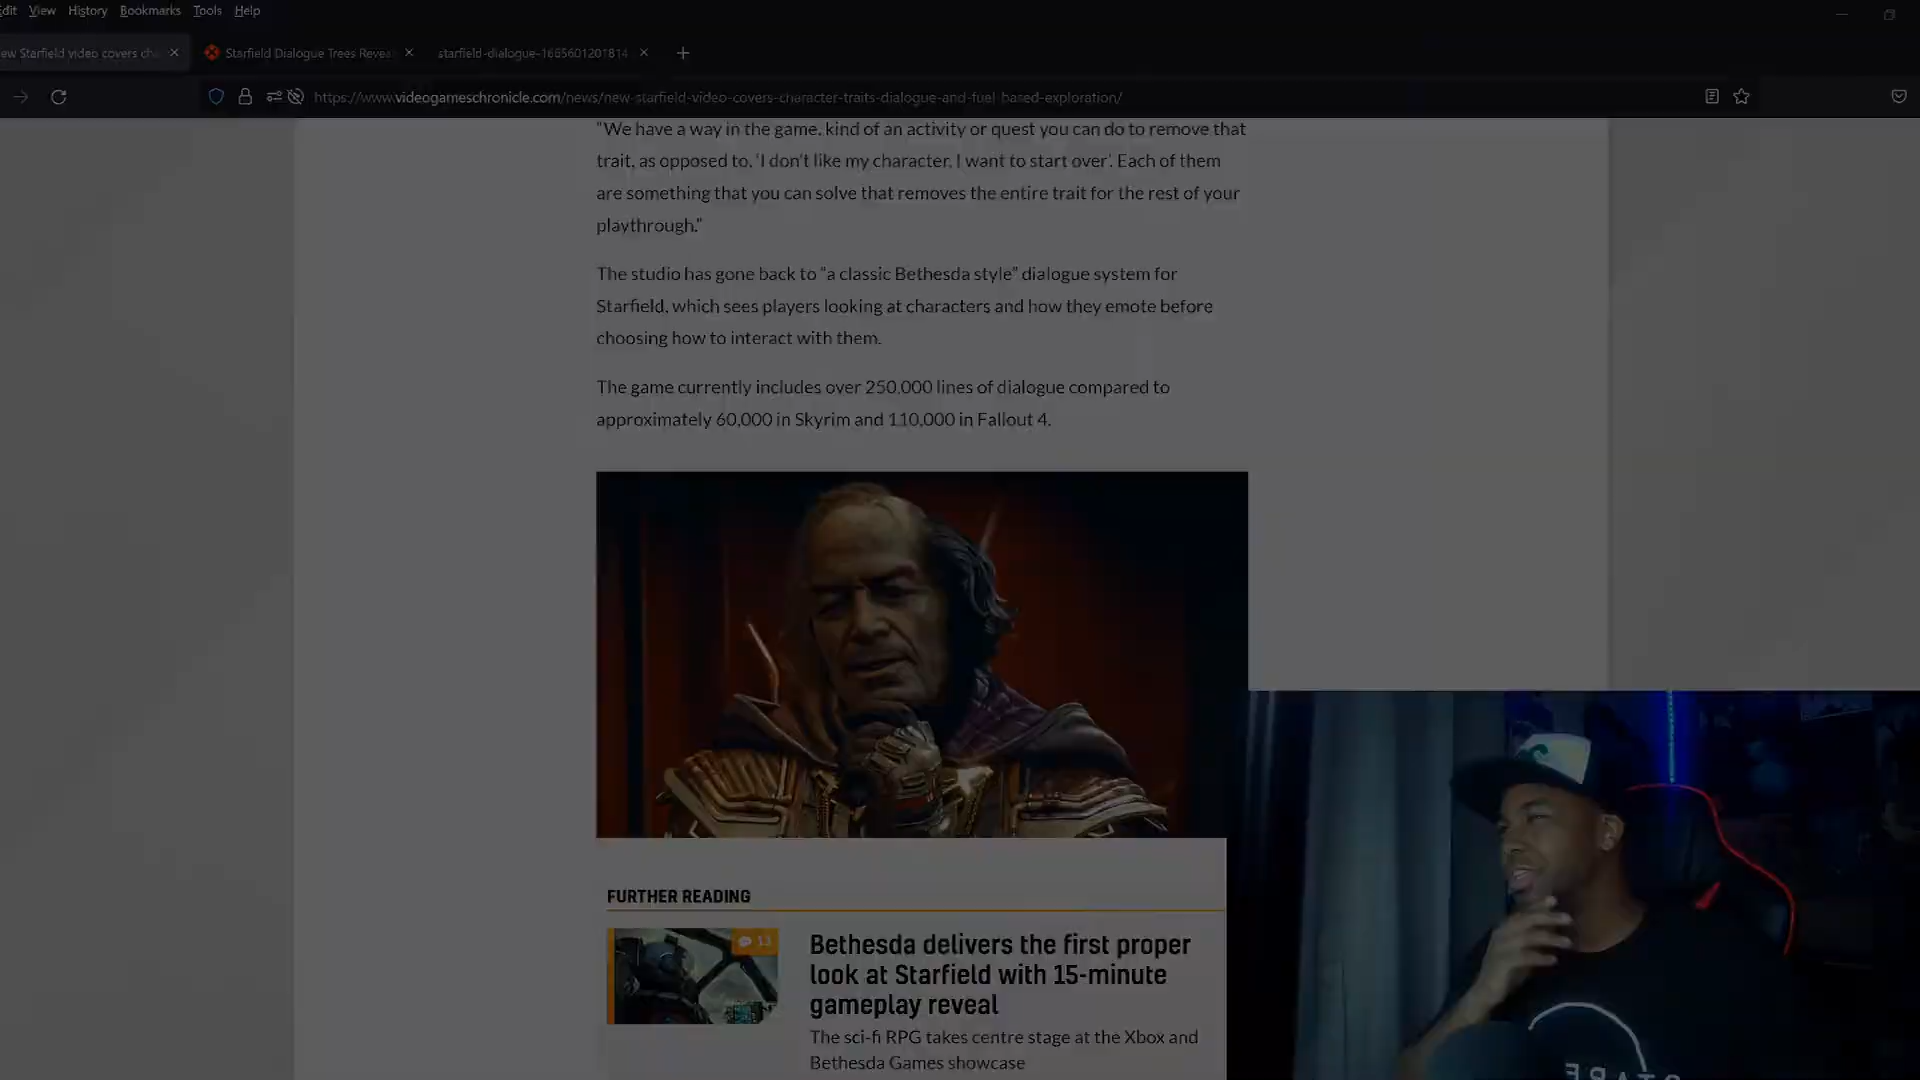 dit View History Bookmarks Tools Help
ew Starfield video covers cha
Starfield Dialogue Trees Revea
starfield-dialogue-1665601201814
https://www.videogameschronicle.com/news/new-starfield-video-covers-character-traits-dialogue-and-fuel-based-exploration/
“We have a way in the game, kind of an activity or quest you can do to remove that
trait, as opposed to, ‘I don’t like my character, I want to start over’. Each of them
are something that you can solve that removes the entire trait for the rest of your
playthrough.”
The studio has gone back to “a classic Bethesda style” dialogue system for
Starfield, which sees players looking at characters and how they emote before
choosing how to interact with them.
The game currently includes over 250,000 lines of dialogue compared to
approximately 60,000 in Skyrim and 110,000 in Fallout 4.
FURTHER READING
13
Bethesda delivers the first proper
look at Starfield with 15-minute
gameplay reveal
The sci-fi RPG takes centre stage at the Xbox and
Bethesda Games showcase